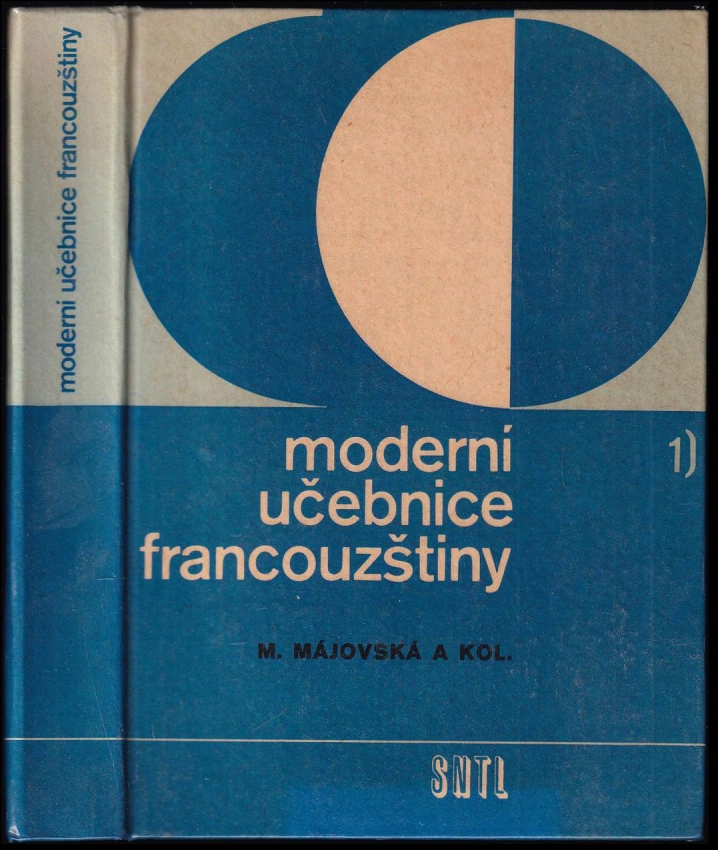 moderní učebnice francouzštiny
moderní
učebnice
francouzštiny
1)
M. MÁJOVSKÁ A KOL.
SNTL